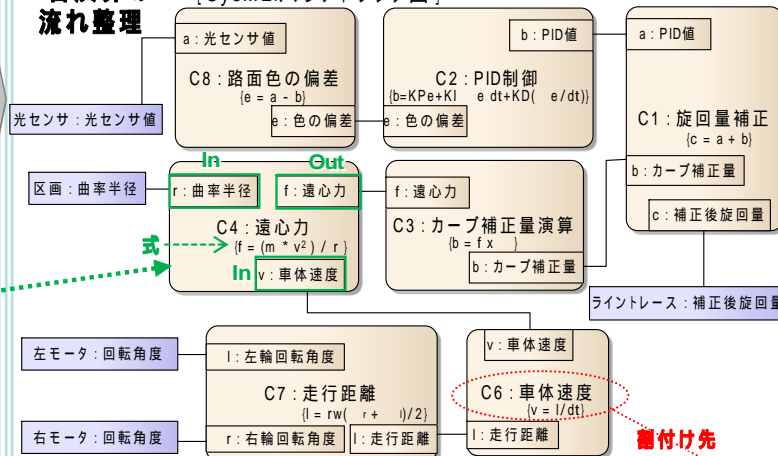 流れ整理
a：光センサ値
C8：路面色の偏差
{e = a - b}
e：色の偏差
光センサ：光センサ値
b：PID値
C2：PID制御
{b=KPe+KI e dt+KD( e/dt)}
e：色の偏差
a：PID値
C1：旋回量補正
{c = a + b}
b：カーブ補正量
c：補正後旋回量
ライントレース：補正後旋回量
区画：曲率半径
In
Out
r：曲率半径
f：遠心力
C4：遠心力
式
{f = (m * v²) / r }
In
v：車体速度
f：遠心力
C3：カーブ補正量演算
{b = f x }
b：カーブ補正量
左モータ：回転角度
l：左輪回転角度
C7：走行距離
{l = rw( r + l)/2}
右モータ：回転角度
r：右輪回転角度
l：走行距離
v：車体速度
C6：車体速度
{v = l/dt}
l：走行距離
割付け先